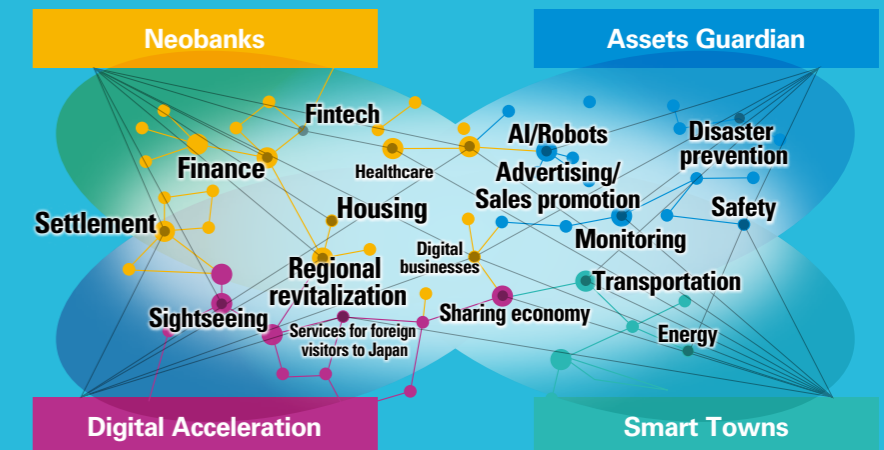 Neobanks
Assets Guardian
Fintech
AI/Robots
Disaster
prevention
Finance
Healthcare
Advertising/
Sales promotion
Settlement
Housing
Safety
Monitoring
Digital
businesses
Regional
revitalization
Transportation
Sightseeing
Sharing economy
Services for foreign
visitors to Japan
Energy
Digital Acceleration
Smart Towns